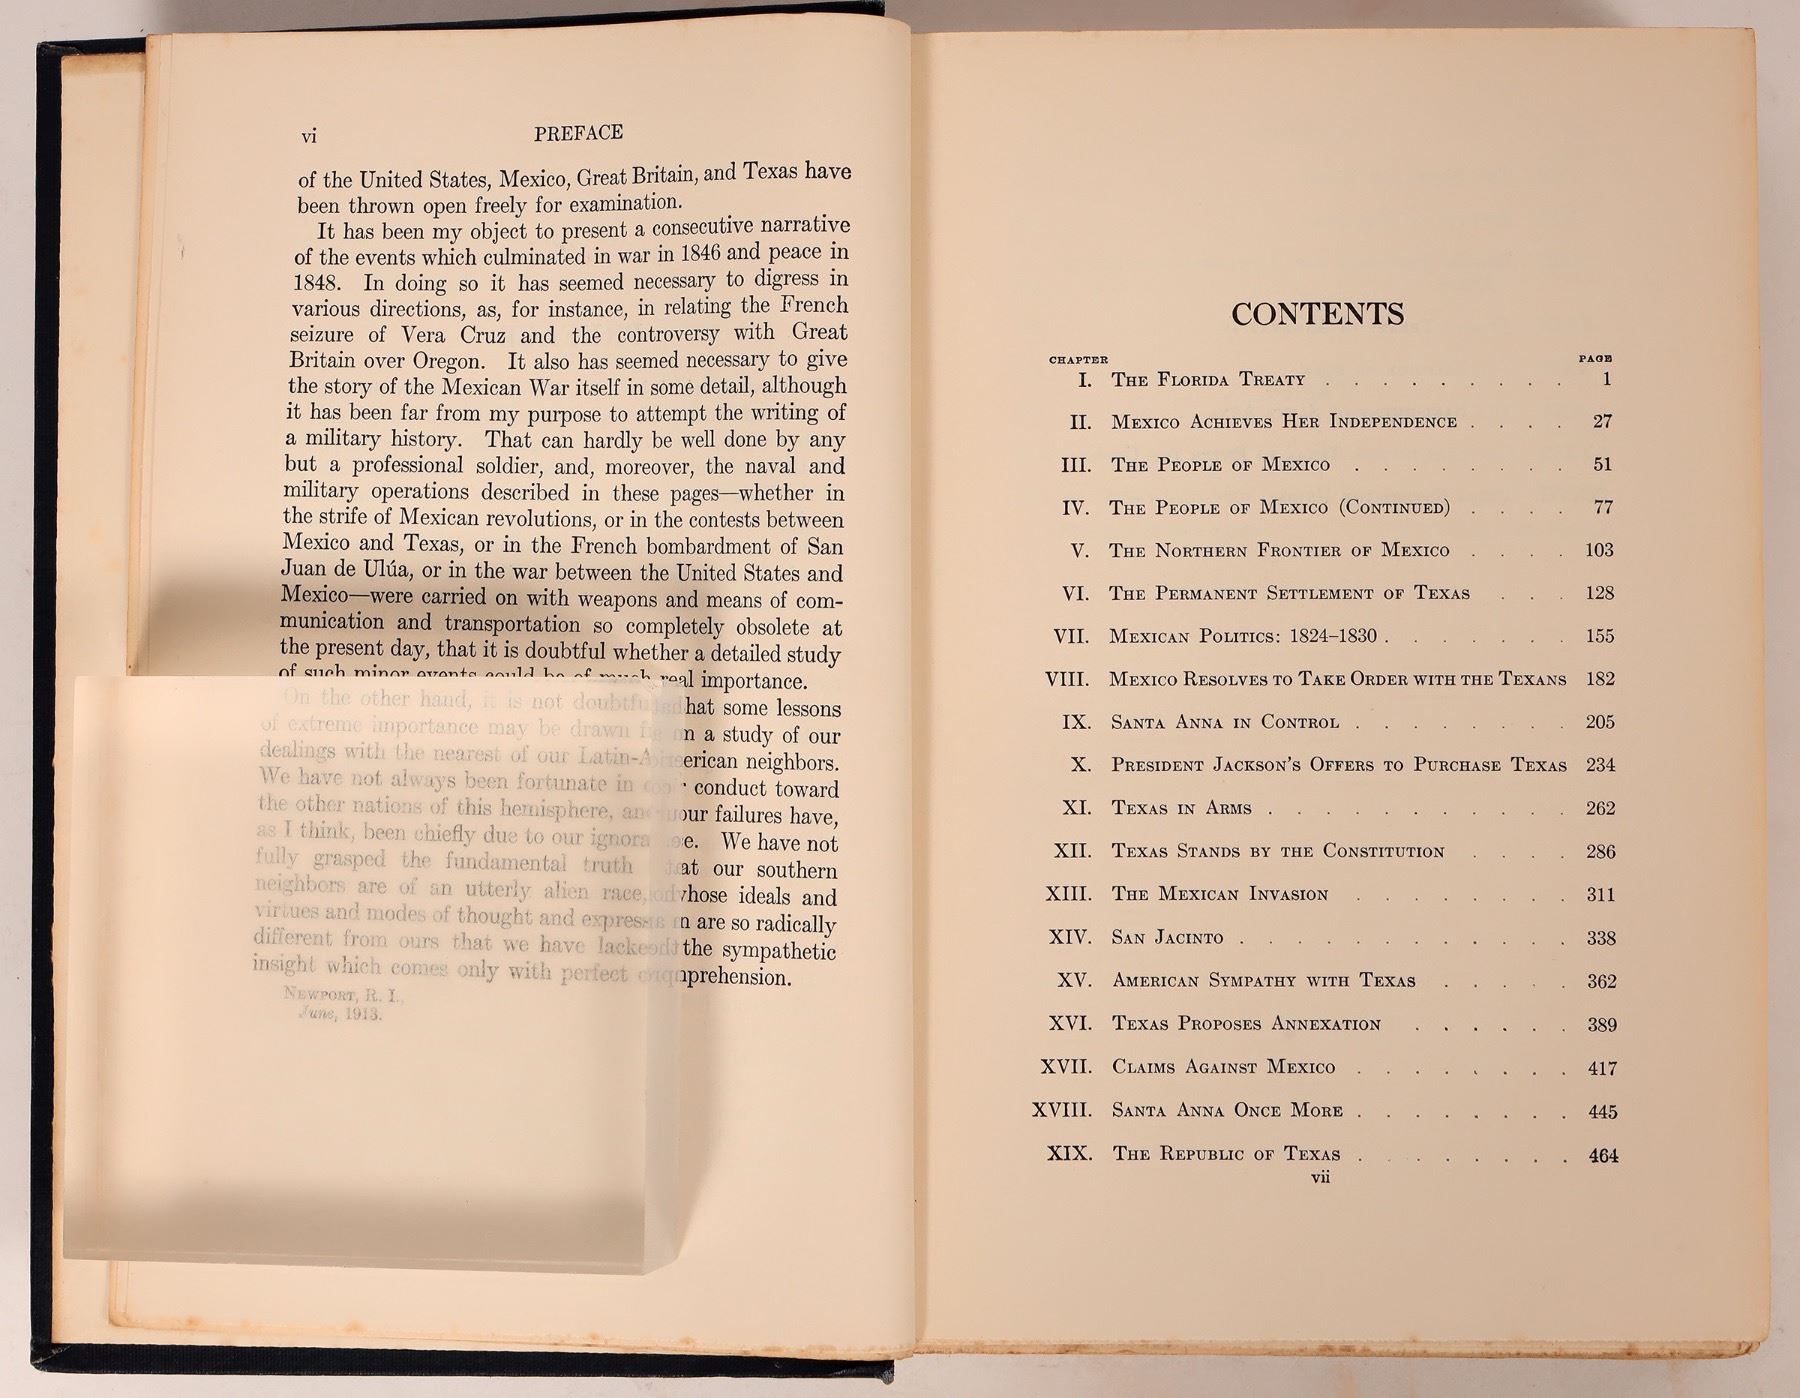 vi PREFACE
of the United States, Mexico, Great Britain, and Texas have
been thrown open freely for examination.
It has been my object to present a consecutive narrative
of the events which culminated in war in 1846 and peace in
1848. In doing so it has seemed necessary to digress in
various directions, as, for instance, in relating the French
seizure of Vera Cruz and the controversy with Great
Britain over Oregon. It also has seemed necessary to give
the story of the Mexican War itself in some detail, although
it has been far from my purpose to attempt the writing of
a military history. That can hardly be well done by any
but a professional soldier, and, moreover, the naval and
military operations described in these pages—whether in
the strife of Mexican revolutions, or in the contests between
Mexico and Texas, or in the French bombardment of San
Juan de Ulúa, or in the war between the United States and
Mexico—were carried on with weapons and means of com-
munication and transportation so completely obsolete at
the present day, that it is doubtful whether a detailed study
of such minor events could be of much real importance.
On the other hand, it is not doubtful that some lessons
of extreme importance may be drawn from a study of our
dealings with the nearest of our Latin-American neighbors.
We have not always been fortunate in our conduct toward
the other nations of this hemisphere, and our failures have,
as I think, been chiefly due to our ignorance. We have not
fully grasped the fundamental truth that our southern
neighbors are of an utterly alien race, whose ideals and
virtues and modes of thought and expression are so radically
different from ours that we have lacked the sympathetic
insight which comes only with perfect comprehension.
NEWPORT, R. I.,
June, 1913.
CONTENTS
CHAPTER PAGE
I. THE FLORIDA TREATY . . . . . . . . . 1
II. MEXICO ACHIEVES HER INDEPENDENCE . . . . 27
III. THE PEOPLE OF MEXICO . . . . . . . . 51
IV. THE PEOPLE OF MEXICO (CONTINUED) . . . . 77
V. THE NORTHERN FRONTIER OF MEXICO . . . . 103
VI. THE PERMANENT SETTLEMENT OF TEXAS . . . 128
VII. MEXICAN POLITICS: 1824–1830 . . . . . . . 155
VIII. MEXICO RESOLVES TO TAKE ORDER WITH THE TEXANS 182
IX. SANTA ANNA IN CONTROL . . . . . . . . 205
X. PRESIDENT JACKSON'S OFFERS TO PURCHASE TEXAS 234
XI. TEXAS IN ARMS . . . . . . . . . . . 262
XII. TEXAS STANDS BY THE CONSTITUTION . . . . 286
XIII. THE MEXICAN INVASION . . . . . . . . 311
XIV. SAN JACINTO . . . . . . . . . . . . 338
XV. AMERICAN SYMPATHY WITH TEXAS . . . . . 362
XVI. TEXAS PROPOSES ANNEXATION . . . . . . 389
XVII. CLAIMS AGAINST MEXICO . . . . . . . . 417
XVIII. SANTA ANNA ONCE MORE . . . . . . . . 445
XIX. THE REPUBLIC OF TEXAS . . . . . . . . 464
vii